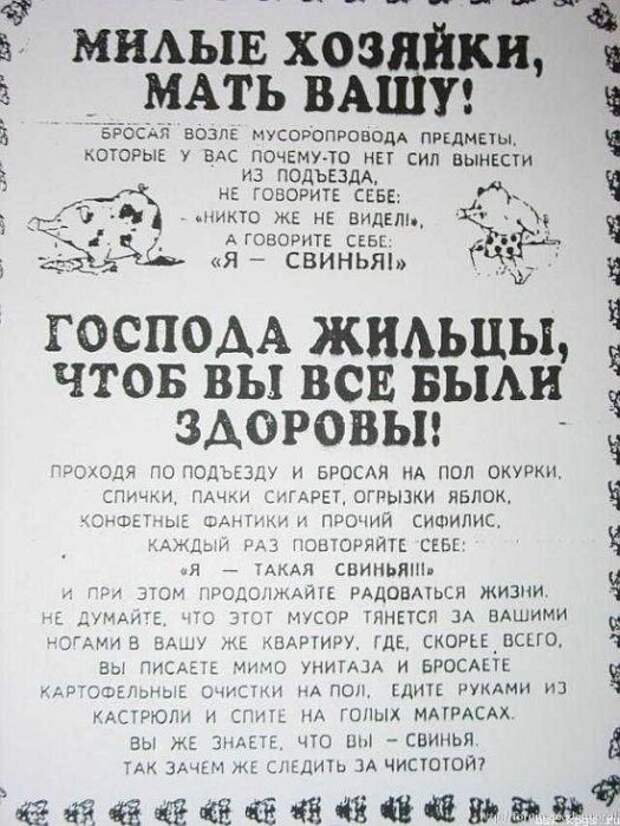 МИЛЫЕ ХОЗЯЙКИ,
МАТЬ ВАШУ!
БРОСАЯ ВОЗЛЕ МУСОРОПРОВОДА ПРЕДМЕТЫ,
КОТОРЫЕ У ВАС ПОЧЕМУ-ТО НЕТ СИЛ ВЫНЕСТИ
ИЗ ПОДЪЕЗДА,
НЕ ГОВОРИТЕ СЕБЕ:
«НИКТО ЖЕ НЕ ВИДЕЛ!»,
А ГОВОРИТЕ СЕБЕ:
«Я — СВИНЬЯ!»
ГОСПОДА ЖИЛЬЦЫ,
ЧТОБ ВЫ ВСЕ БЫЛИ
ЗДОРОВЫ!
ПРОХОДЯ ПО ПОДЪЕЗДУ И БРОСАЯ НА ПОЛ ОКУРКИ,
СПИЧКИ, ПАЧКИ СИГАРЕТ, ОГРЫЗКИ ЯБЛОК,
КОНФЕТНЫЕ ФАНТИКИ И ПРОЧИЙ СИФИЛИС,
КАЖДЫЙ РАЗ ПОВТОРЯЙТЕ СЕБЕ:
«Я — ТАКАЯ СВИНЬЯ!!!»
И ПРИ ЭТОМ ПРОДОЛЖАЙТЕ РАДОВАТЬСЯ ЖИЗНИ.
НЕ ДУМАЙТЕ, ЧТО ЭТОТ МУСОР ТЯНЕТСЯ ЗА ВАШИМИ
НОГАМИ В ВАШУ ЖЕ КВАРТИРУ, ГДЕ, СКОРЕЕ ВСЕГО,
ВЫ ПИСАЕТЕ МИМО УНИТАЗА И БРОСАЕТЕ
КАРТОФЕЛЬНЫЕ ОЧИСТКИ НА ПОЛ, ЕДИТЕ РУКАМИ ИЗ
КАСТРЮЛИ И СПИТЕ НА ГОЛЫХ МАТРАСАХ.
ВЫ ЖЕ ЗНАЕТЕ, ЧТО ВЫ – СВИНЬЯ.
ТАК ЗАЧЕМ ЖЕ СЛЕДИТЬ ЗА ЧИСТОТОЙ?